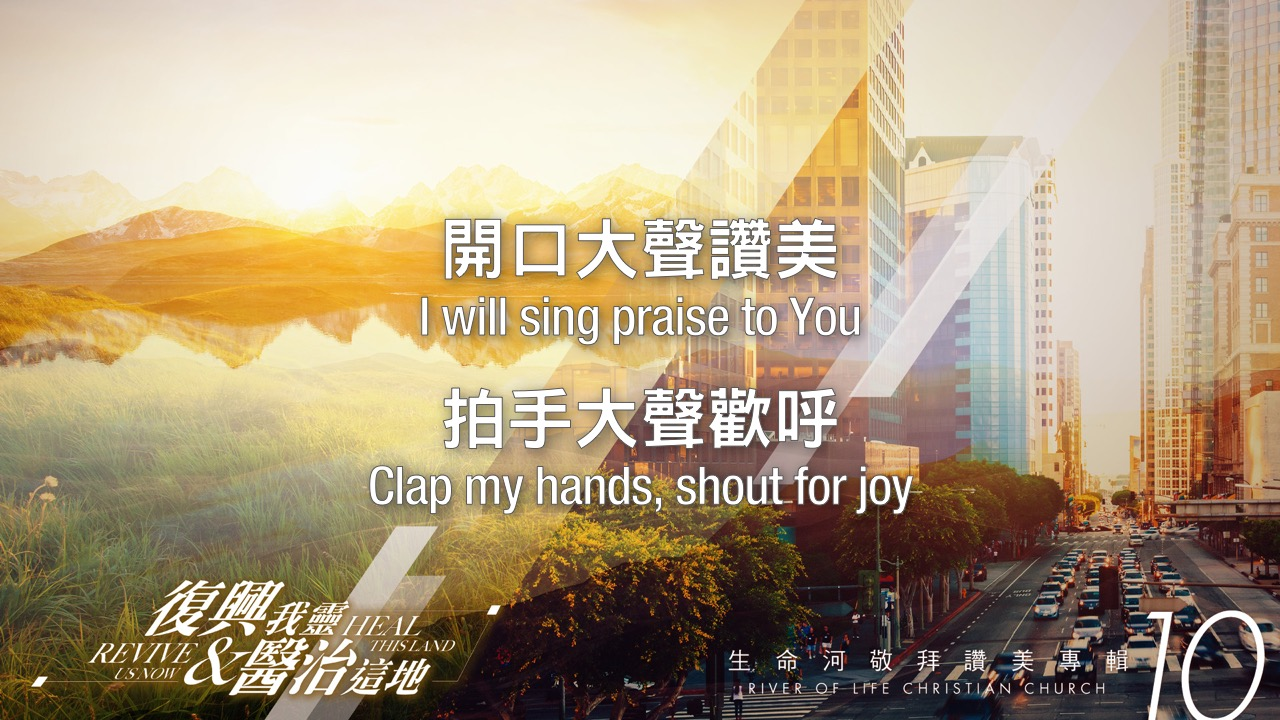 開口大聲讚美
I will sing praise to You
拍手大聲歡呼
Clap my hands, shout for joy
復興我靈 HEAL THIS LAND
REVIVE US NOW & 醫治這地
生命河敬拜讚美專輯 10
RIVER OF LIFE CHRISTIAN CHURCH